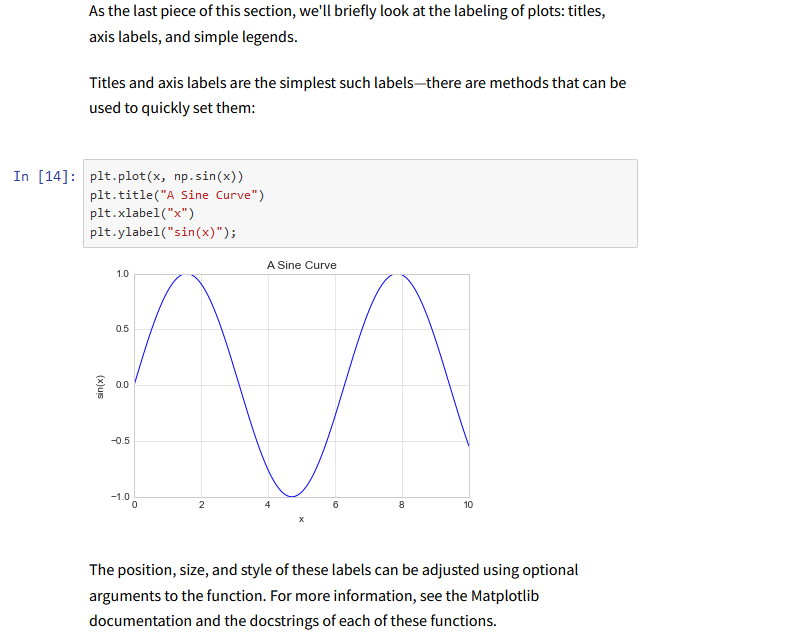 As the last piece of this section, we'll briefly look at the labeling of plots: titles,
axis labels, and simple legends.
Titles and axis labels are the simplest such labels—there are methods that can be
used to quickly set them:
In [14]:
plt.plot(x, np.sin(x))
plt.title("A Sine Curve")
plt.xlabel("x")
plt.ylabel("sin(x)");
A Sine Curve
1.0
0.5
0.0
−0.5
−1.0
sin(x)
0 2 4 6 8 10
x
The position, size, and style of these labels can be adjusted using optional
arguments to the function. For more information, see the Matplotlib
documentation and the docstrings of each of these functions.